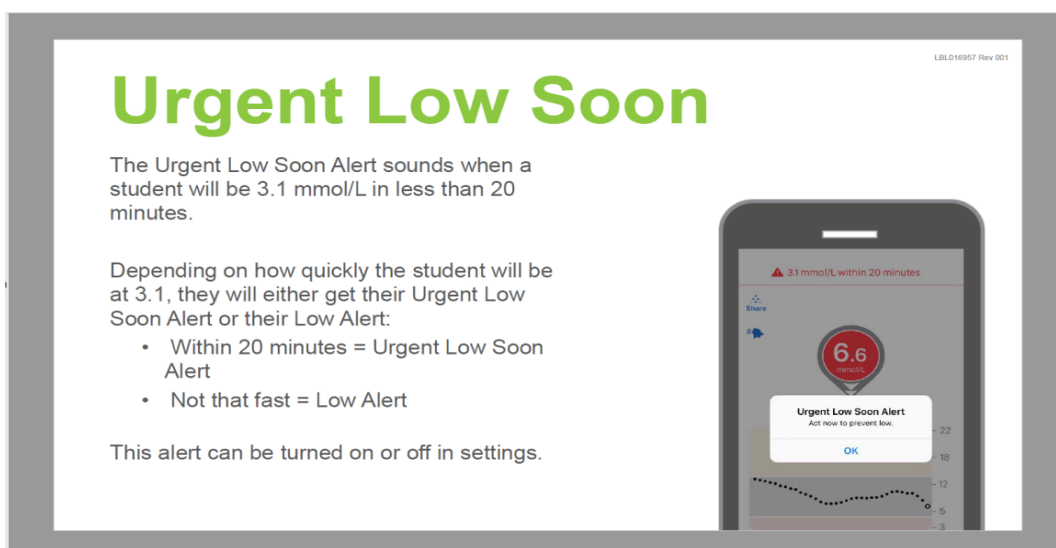 LBL016957 Rev 001
Urgent Low Soon
The Urgent Low Soon Alert sounds when a
student will be 3.1 mmol/L in less than 20
minutes.
Depending on how quickly the student will be
at 3.1, they will either get their Urgent Low
Soon Alert or their Low Alert:
• Within 20 minutes = Urgent Low Soon
Alert
• Not that fast = Low Alert
This alert can be turned on or off in settings.
3.1 mmol/L within 20 minutes
Share
6.6
mmol/L
Urgent Low Soon Alert
Act now to prevent low.
OK
22
18
12
5
3